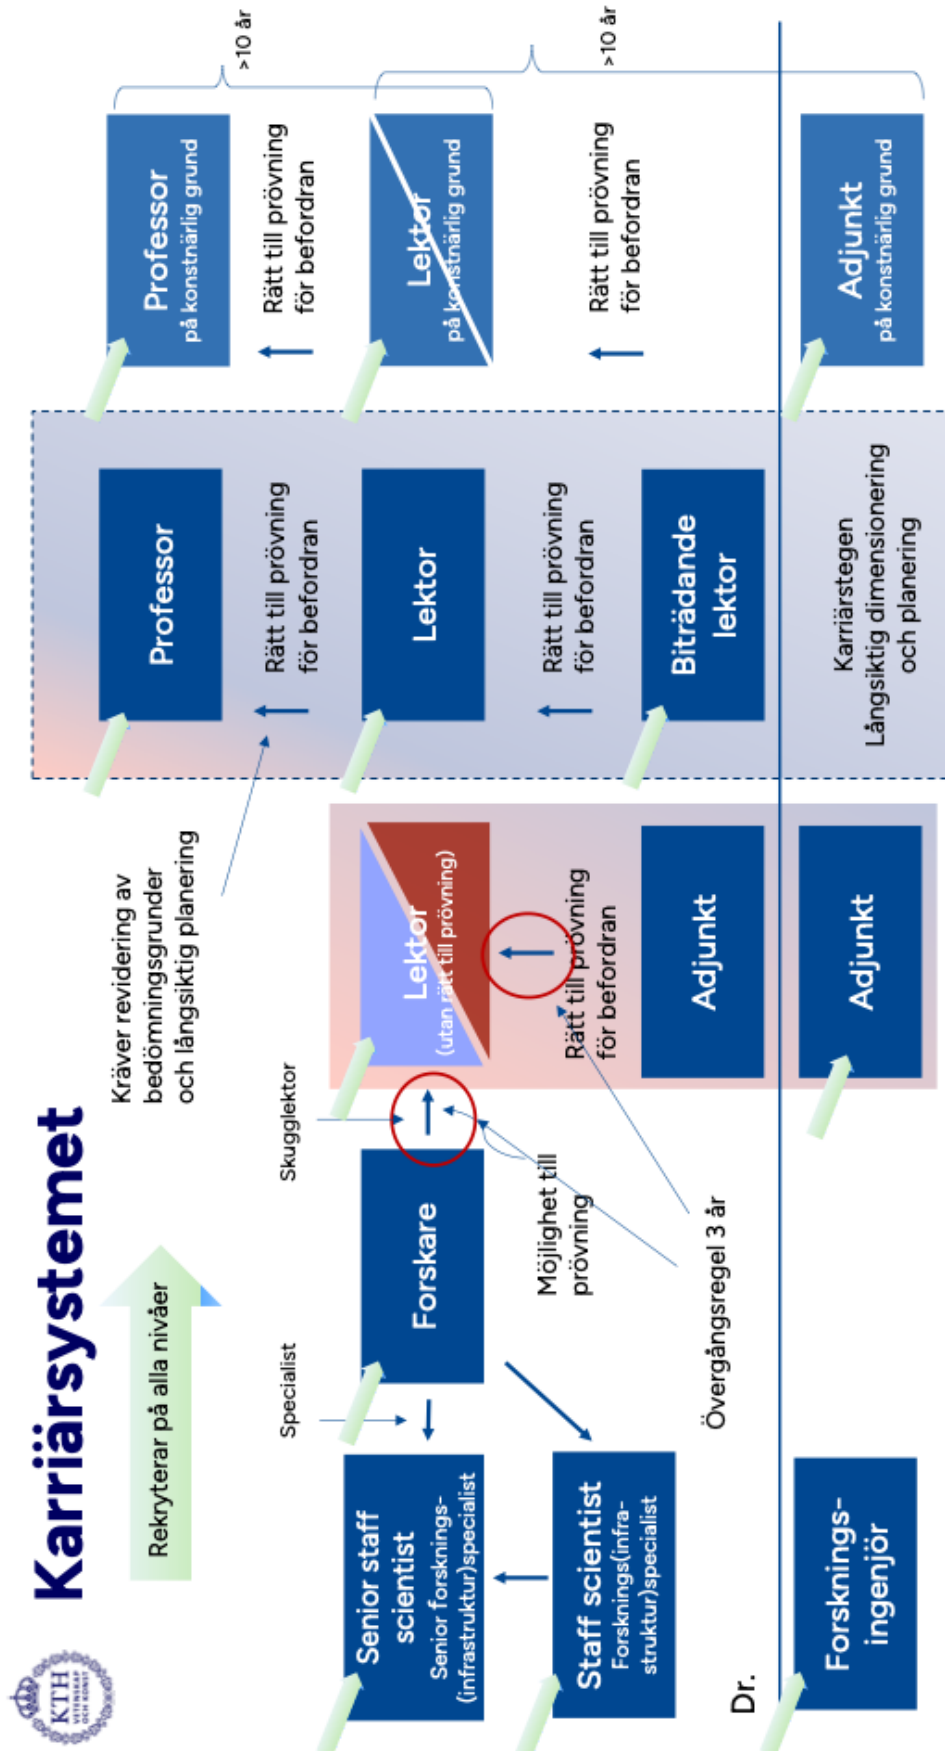 KTH
VETENSKAP
OCH KONST
Karriärsystemet
Rekryterar på alla nivåer
Kräver revidering av
bedömningsgrunder
och långsiktig planering
Specialist
Skugglektor
Senior staff
scientist
Senior forsknings-
(infrastruktur)specialist
Forskare
Lektor
(utan rätt till prövning)
Professor
Rätt till prövning
för befordran
Lektor
Rätt till prövning
för befordran
Biträdande
lektor
Professor
på konstnärlig grund
>10 år
Rätt till prövning
för befordran
Lektor
på konstnärlig grund
Rätt till prövning
för befordran
>10 år
Staff scientist
Forsknings(infra-
struktur)specialist
Möjlighet till
prövning
Rätt till prövning
för befordran
Övergångsregel 3 år
Adjunkt
Dr.
Forsknings-
ingenjör
Adjunkt
Karriärstegen
Långsiktig dimensionering
och planering
Adjunkt
på konstnärlig grund